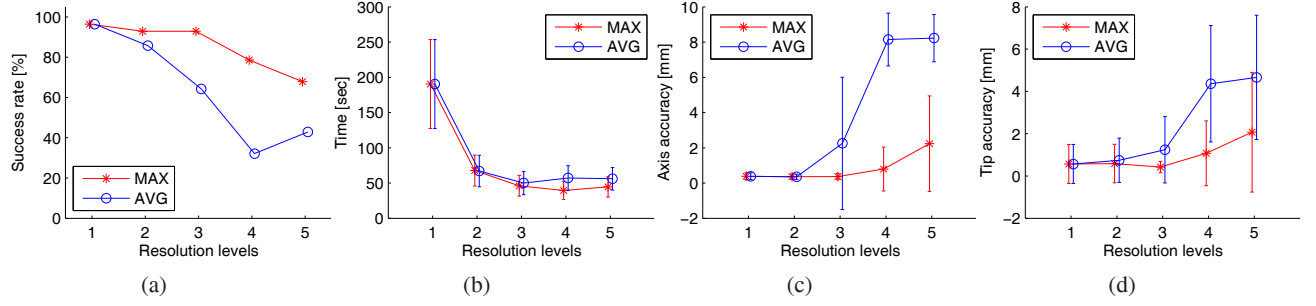 Success rate [%]
100
80
60
40
20
0
MAX
AVG
1 2 3 4 5
Resolution levels
(a)
Time [sec]
300
250
200
150
100
50
0
MAX
AVG
1 2 3 4 5
Resolution levels
(b)
Axis accuracy [mm]
10
8
6
4
2
0
−2
MAX
AVG
1 2 3 4 5
Resolution levels
(c)
Tip accuracy [mm]
8
6
4
2
0
−2
MAX
AVG
1 2 3 4 5
Resolution levels
(d)